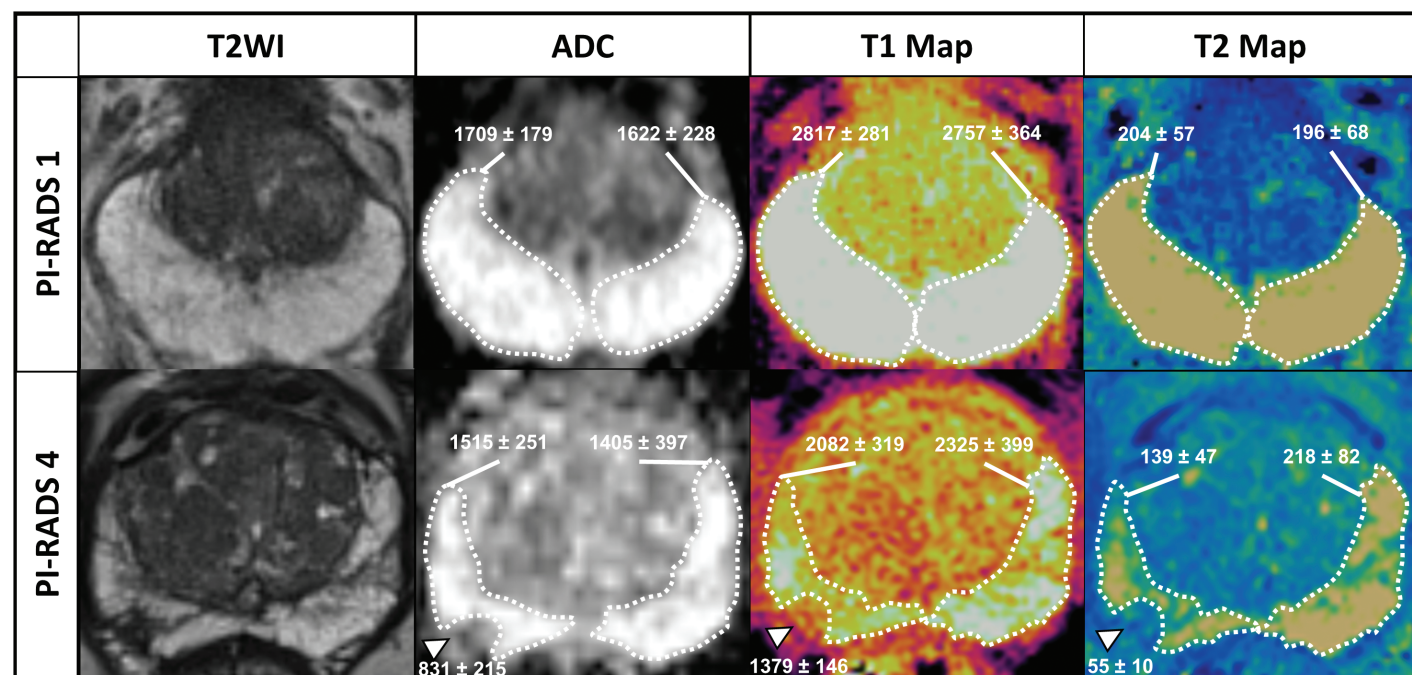 T2WI
ADC
T1 Map
T2 Map
PI-RADS 1
1709 ± 179
1622 ± 228
2817 ± 281
2757 ± 364
204 ± 57
196 ± 68
PI-RADS 4
1515 ± 251
1405 ± 397
2082 ± 319
2325 ± 399
139 ± 47
218 ± 82
831 ± 215
1379 ± 146
55 ± 10